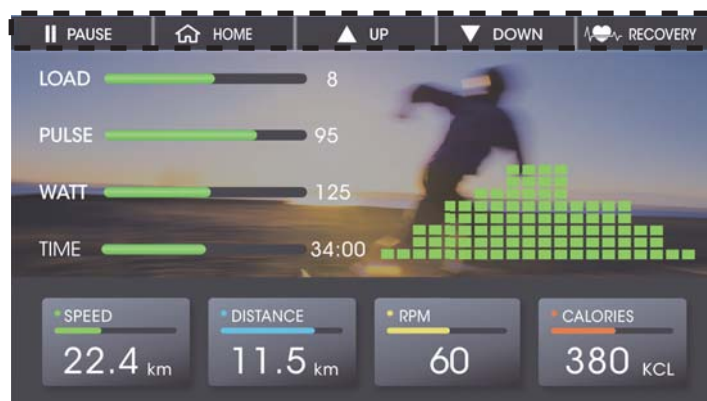 PAUSE HOME UP DOWN RECOVERY
LOAD 8
PULSE 95
WATT 125
TIME 34:00
SPEED DISTANCE RPM CALORIES
22.4 km 11.5 km 60 380 KCL